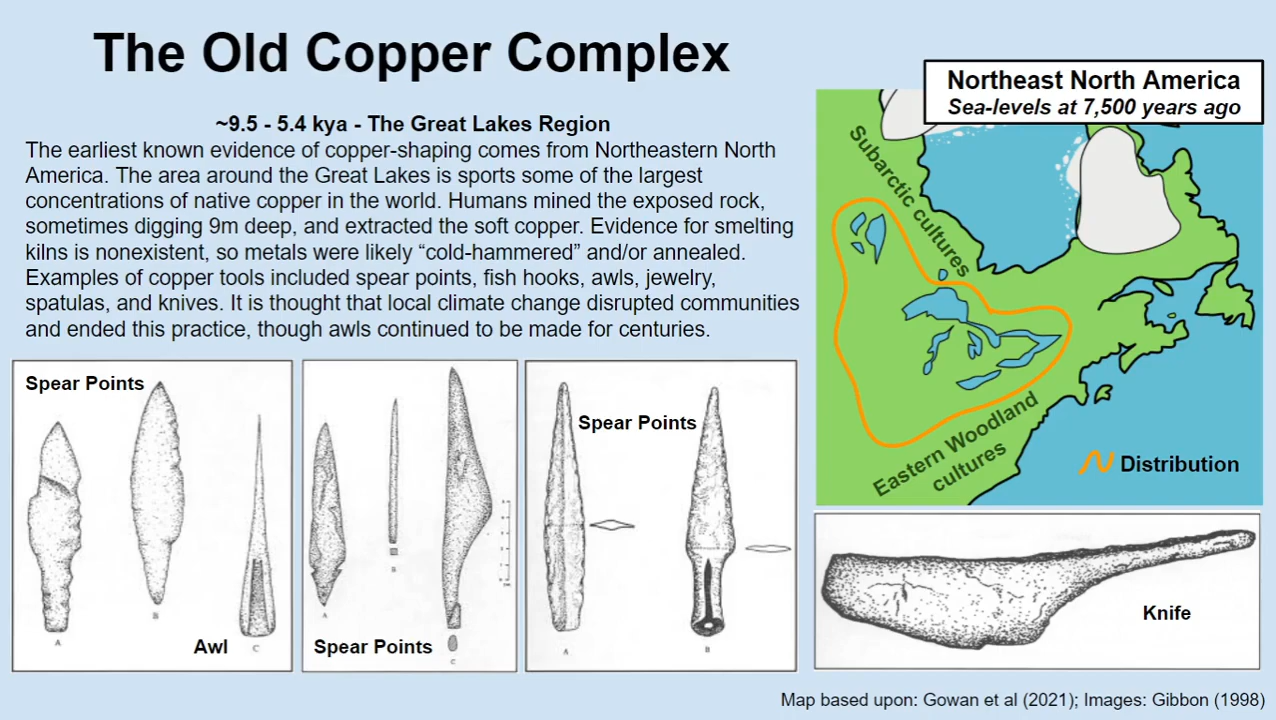 The Old Copper Complex
~9.5 - 5.4 kya - The Great Lakes Region
The earliest known evidence of copper-shaping comes from Northeastern North
America. The area around the Great Lakes is sports some of the largest
concentrations of native copper in the world. Humans mined the exposed rock,
sometimes digging 9m deep, and extracted the soft copper. Evidence for smelting
kilns is nonexistent, so metals were likely “cold-hammered” and/or annealed.
Examples of copper tools included spear points, fish hooks, awls, jewelry,
spatulas, and knives. It is thought that local climate change disrupted communities
and ended this practice, though awls continued to be made for centuries.
Northeast North America
Sea-levels at 7,500 years ago
Subarctic cultures
Eastern Woodland
cultures
Distribution
Spear Points
A
B
Awl
C
Spear Points
A
B
C
Spear Points
A
B
Knife
Map based upon: Gowan et al (2021); Images: Gibbon (1998)